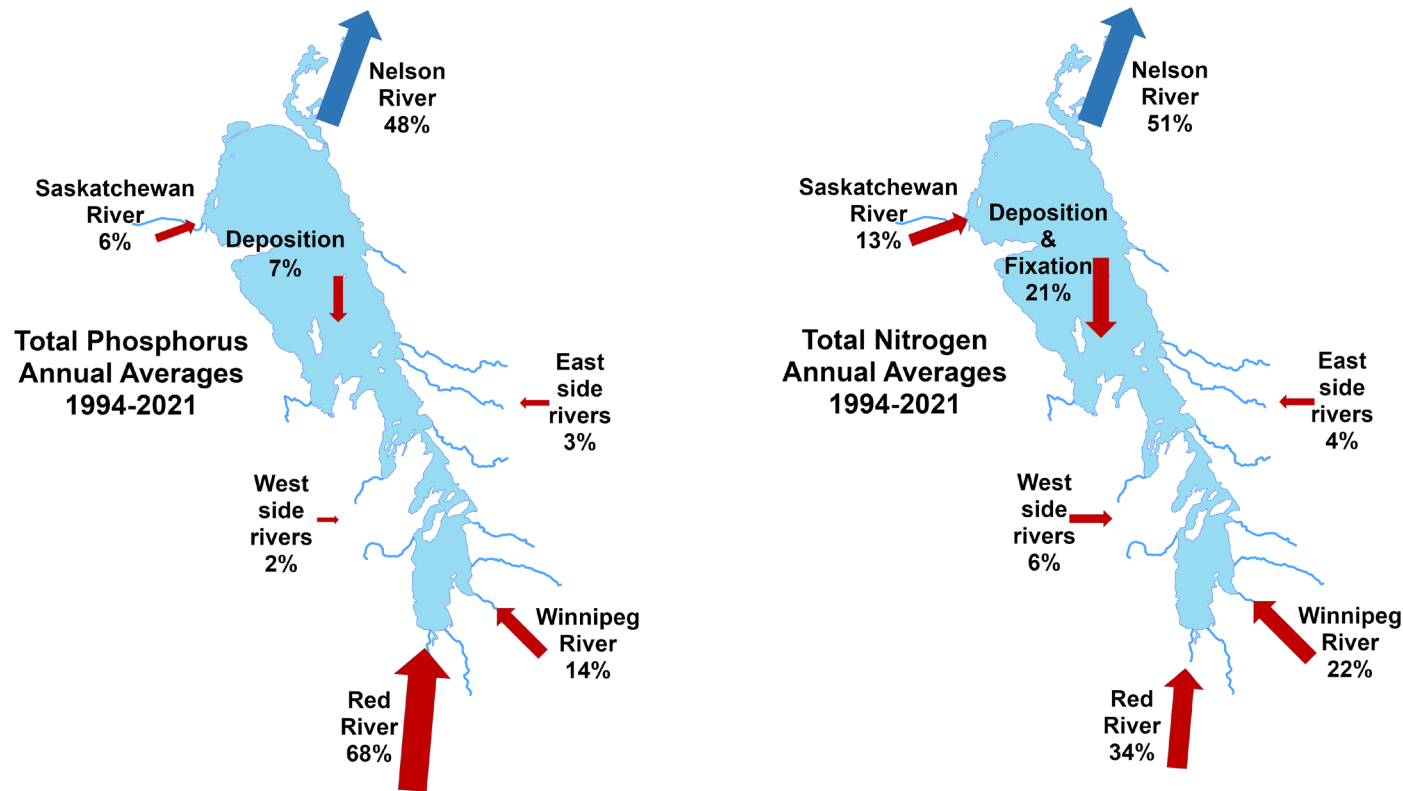 Nelson
River
48%
Saskatchewan
River
6%
Deposition
7%
Total Phosphorus
Annual Averages
1994-2021
East
side
rivers
3%
West
side
rivers
2%
Winnipeg
River
14%
Red
River
68%
Nelson
River
51%
Saskatchewan
River
13%
Deposition
&
Fixation
21%
Total Nitrogen
Annual Averages
1994-2021
East
side
rivers
4%
West
side
rivers
6%
Winnipeg
River
22%
Red
River
34%